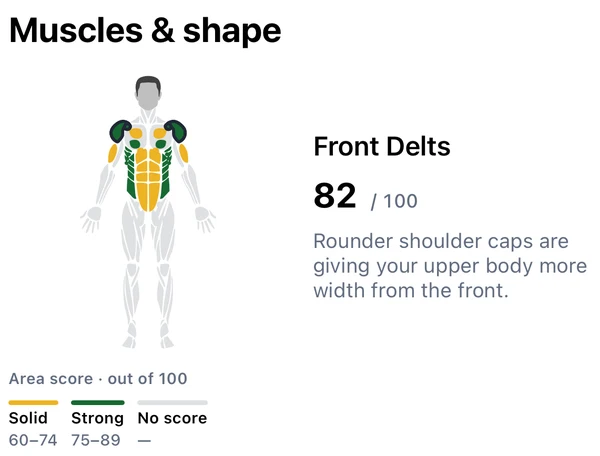 Muscles & shape
Front Delts
82 / 100
Rounder shoulder caps are
giving your upper body more
width from the front.
Area score · out of 100
Solid Strong No score
60–74 75–89 —